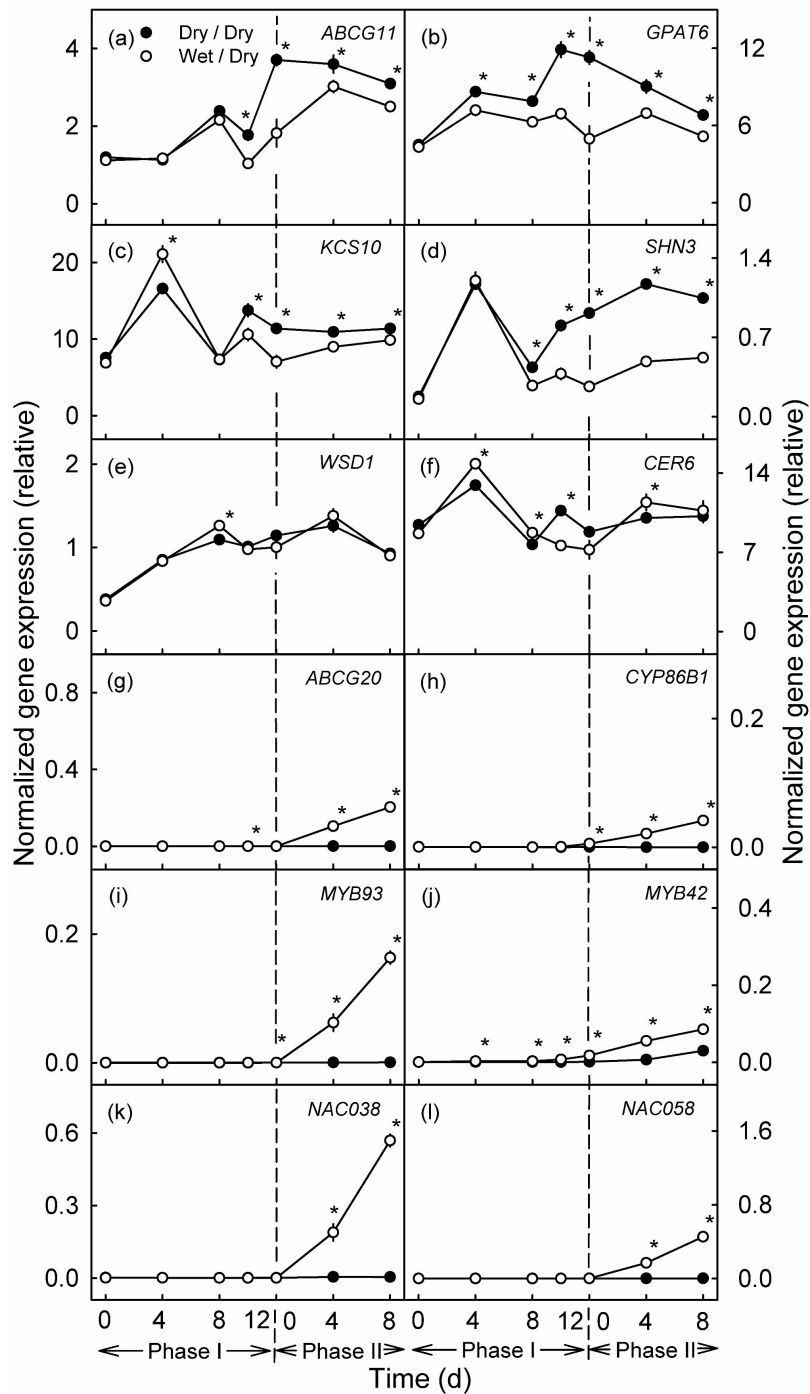 (a) Dry / Dry ABCG11
Wet / Dry
4
2
0
* * * *
(b) GPAT6
12
6
0
* * * * * *
(c) KCS10
20
10
0
* * * * *
(d) SHN3
1.4
0.7
0.0
* * * * *
(e) WSD1
2
1
0
*
(f) CER6
14
7
0
* * * *
(g) ABCG20
0.8
0.4
0.0
* * *
(h) CYP86B1
0.2
0.0
* * *
(i) MYB93
0.2
0.0
* * *
(j) MYB42
0.4
0.2
0.0
* * * * * *
(k) NAC038
0.6
0.3
0.0
* *
(l) NAC058
1.6
0.8
0.0
* *
0 4 8 12 0 4 8 0 4 8 12 0 4 8
Phase I Phase II Phase I Phase II
Time (d)
Normalized gene expression (relative)
Normalized gene expression (relative)